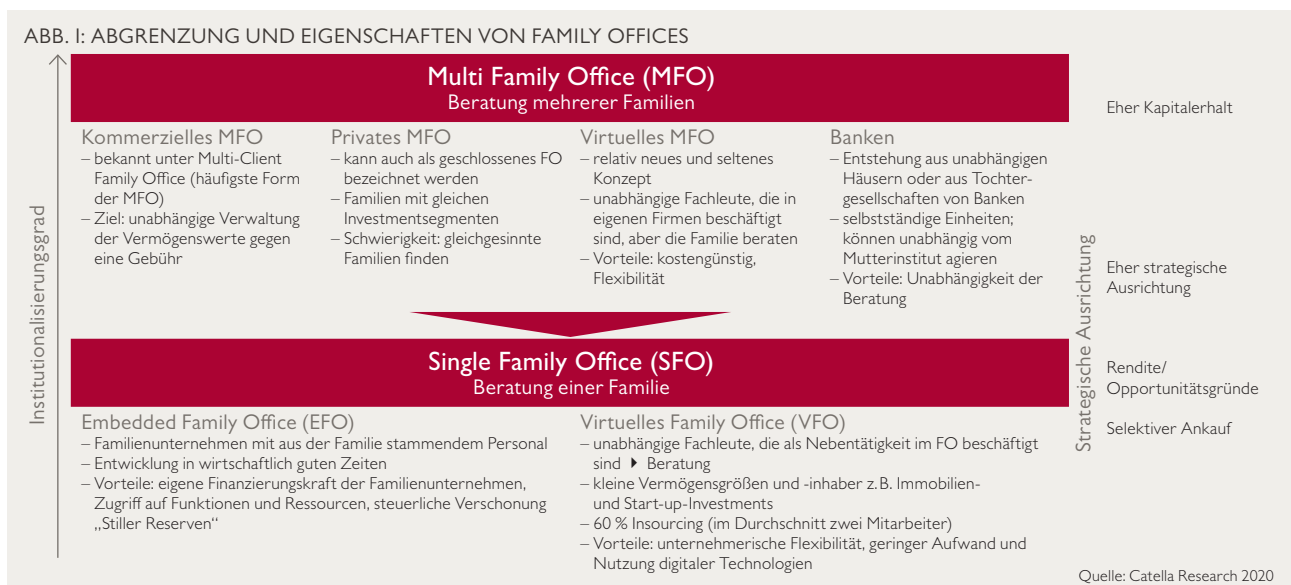 ABB. I: ABGRENZUNG UND EIGENSCHAFTEN VON FAMILY OFFICES
Institutionalisierungsgrad
Multi Family Office (MFO)
Beratung mehrerer Familien
Kommerzielles MFO
– bekannt unter Multi-Client
Family Office (häufigste Form
der MFO)
– Ziel: unabhängige Verwaltung
der Vermögenswerte gegen
eine Gebühr
Privates MFO
– kann auch als geschlossenes FO
bezeichnet werden
– Familien mit gleichen
Investmentsegmenten
– Schwierigkeit: gleichgesinnte
Familien finden
Virtuelles MFO
– relativ neues und seltenes
Konzept
– unabhängige Fachleute, die in
eigenen Firmen beschäftigt
sind, aber die Familie beraten
– Vorteile: kostengünstig,
Flexibilität
Banken
– Entstehung aus unabhängigen
Häusern oder aus Tochter-
gesellschaften von Banken
– selbstständige Einheiten;
können unabhängig vom
Mutterinstitut agieren
– Vorteile: Unabhängigkeit der
Beratung
Single Family Office (SFO)
Beratung einer Familie
Embedded Family Office (EFO)
– Familienunternehmen mit aus der Familie stammendem Personal
– Entwicklung in wirtschaftlich guten Zeiten
– Vorteile: eigene Finanzierungskraft der Familienunternehmen,
Zugriff auf Funktionen und Ressourcen, steuerliche Verschonung
„Stiller Reserven“
Virtuelles Family Office (VFO)
– unabhängige Fachleute, die als Nebentätigkeit im FO beschäftigt
sind ▸ Beratung
– kleine Vermögensgrößen und -inhaber z.B. Immobilien-
und Start-up-Investments
– 60 % Insourcing (im Durchschnitt zwei Mitarbeiter)
– Vorteile: unternehmerische Flexibilität, geringer Aufwand und
Nutzung digitaler Technologien
Strategische Ausrichtung
Eher Kapitalerhalt
Eher strategische
Ausrichtung
Rendite/
Opportunitätsgründe
Selektiver Ankauf
Quelle: Catella Research 2020